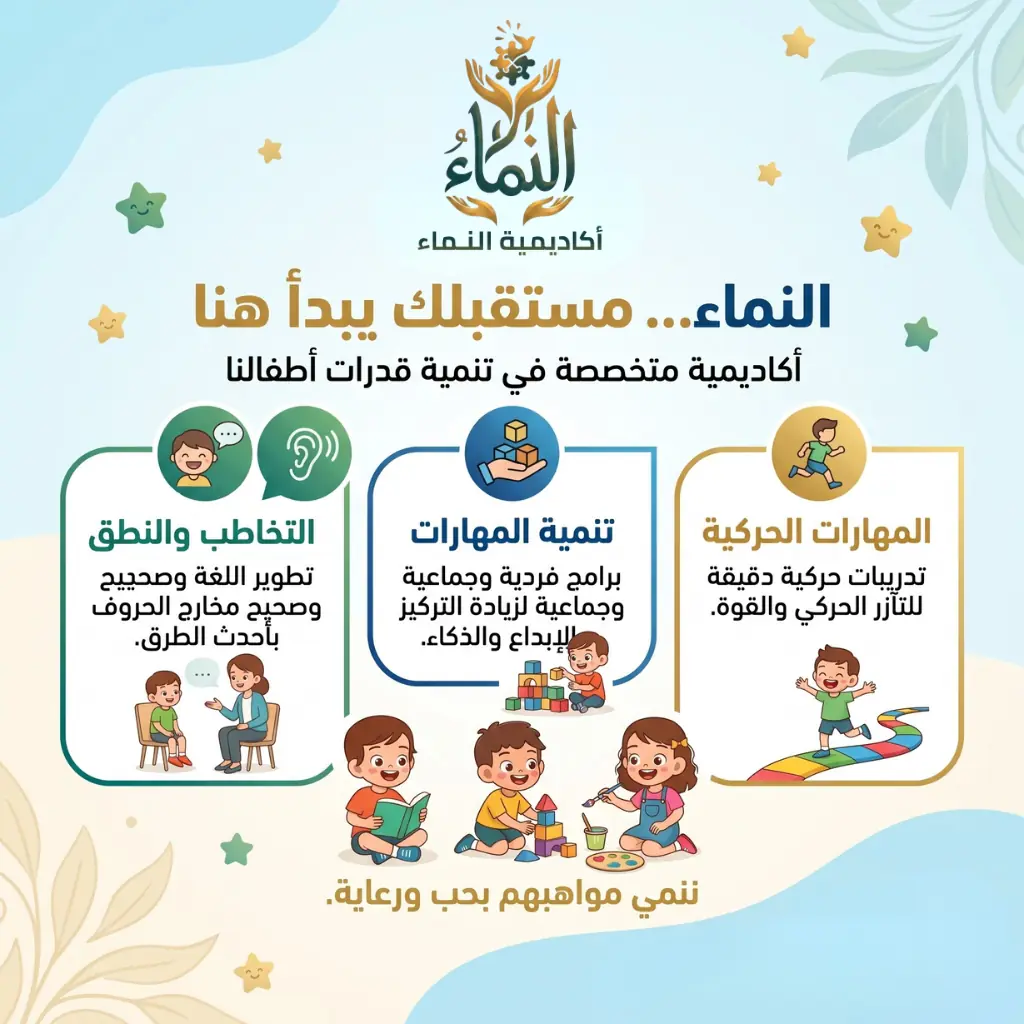 النماءُ
أكاديمية النماء
النماء... مستقبلك يبدأ هنا
أكاديمية متخصصة في تنمية قدرات أطفالنا
المهارات الحركية
تدريبات حركية دقيقة
للتآزر الحركي والقوة.
تنمية المهارات
برامج فردية وجماعية
وجماعية لزيادة التركيز
الإبداع والذكاء.
التخاطب والنطق
تطوير اللغة وصحييح
وصحيح مخارج الحروف
بأحدث الطرق.
ننمي مواهبهم بحب ورعاية.